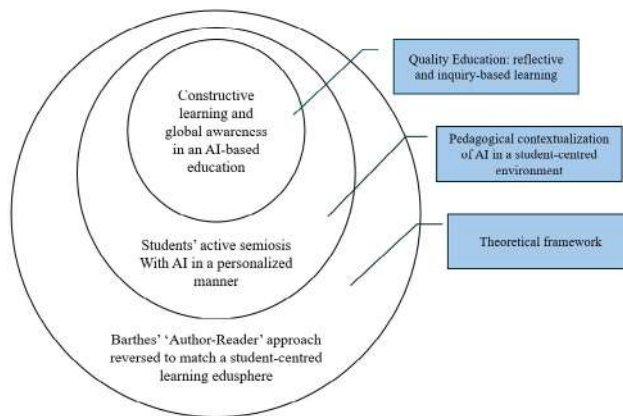 Constructive
learning and
global awareness
in an AI-based
education
Quality Education: reflective
and inquiry-based learning
Students' active semiosis
With AI in a personalized
manner
Pedagogical contextualization
of AI in a student-centred
environment
Barthes' 'Author-Reader' approach
reversed to match a student-centred
learning edusphere
Theoretical framework